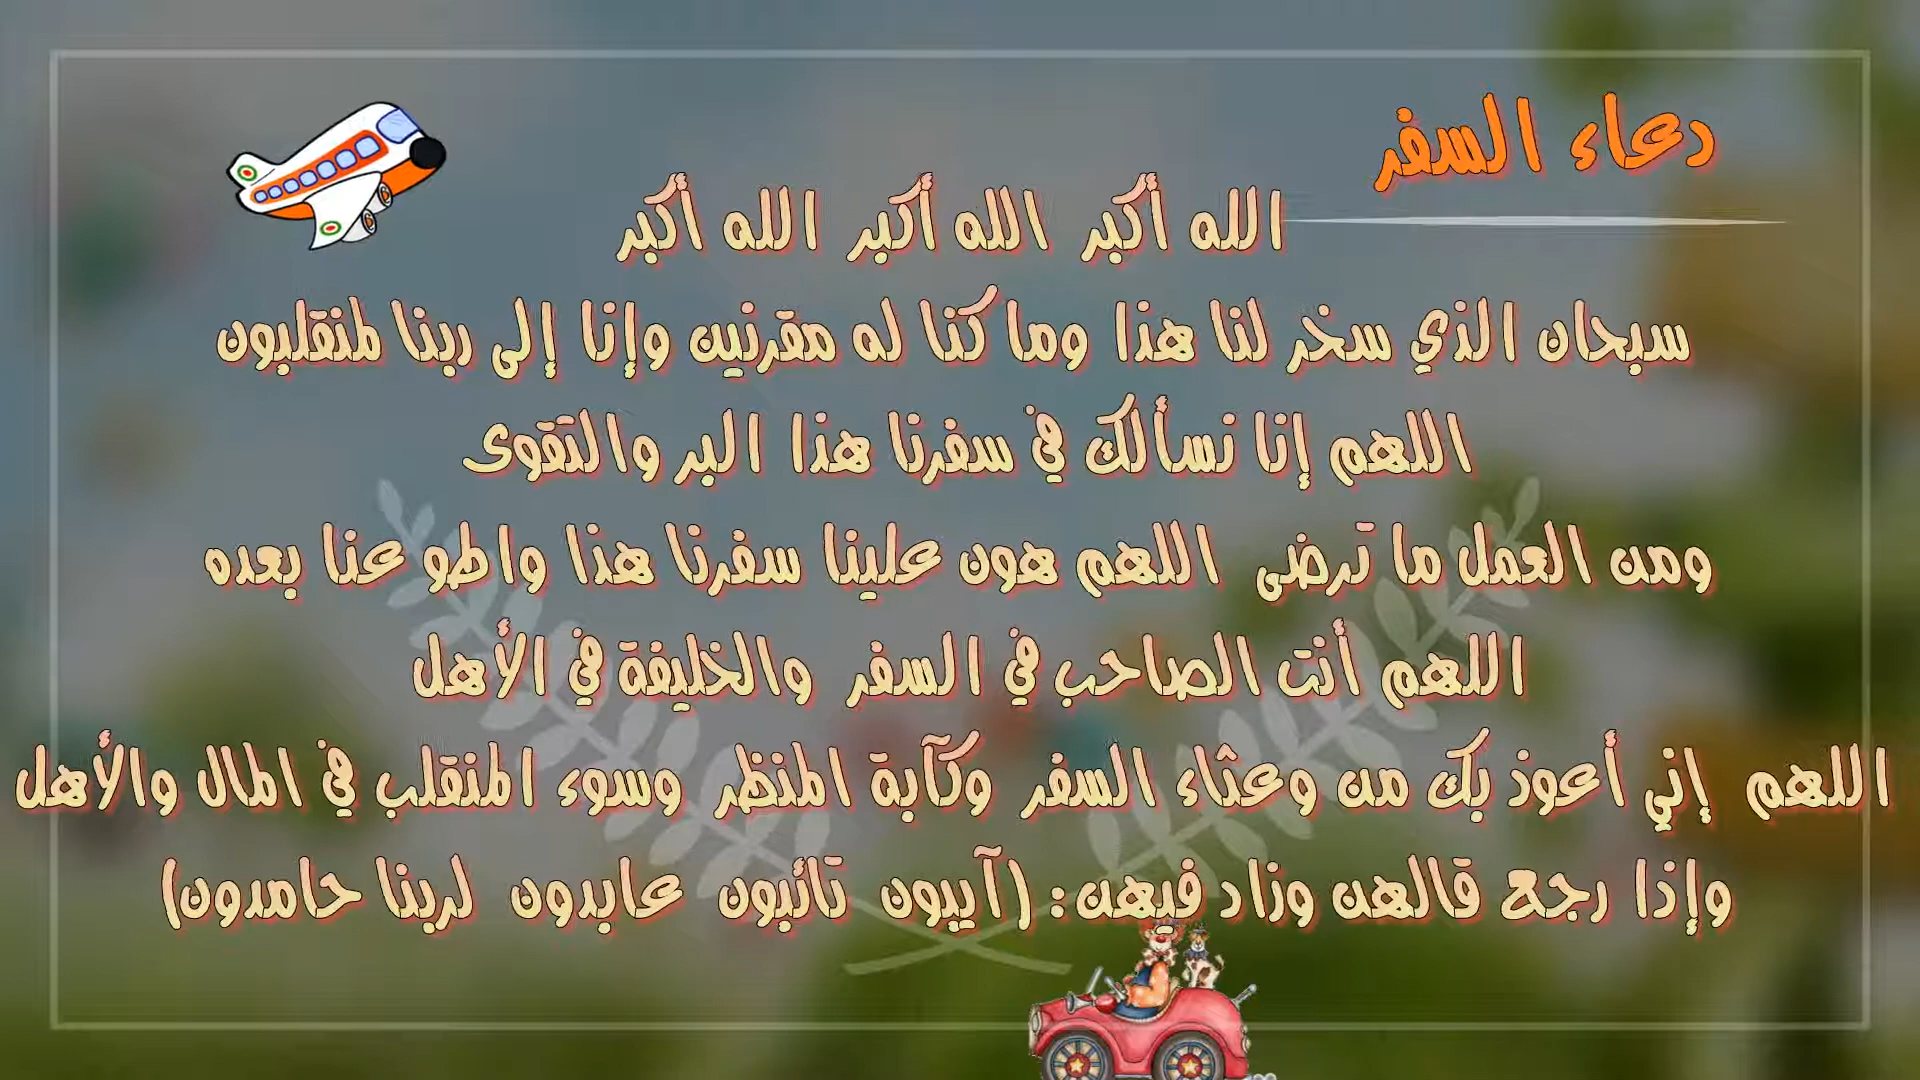 دعاء السفر
الله أكبر الله أكبر الله أكبر
سبحان الذي سخر لنا هذا وما كنا له مقرنين وإنا إلى ربنا لمنقلبون
اللهم إنا نسألك في سفرنا هذا البر والتقوى
ومن العمل ما ترضى اللهم هون علينا سفرنا هذا واطو عنا بعده
اللهم أنت الصاحب في السفر والخليفة في الأهل
اللهم إني أعوذ بك من وعثاء السفر وكآبة المنظر وسوء المنقلب في المال والأهل
وإذا رجع قالهن وزاد فيهن: (آيبون تائبون عابدون لربنا حامدون)